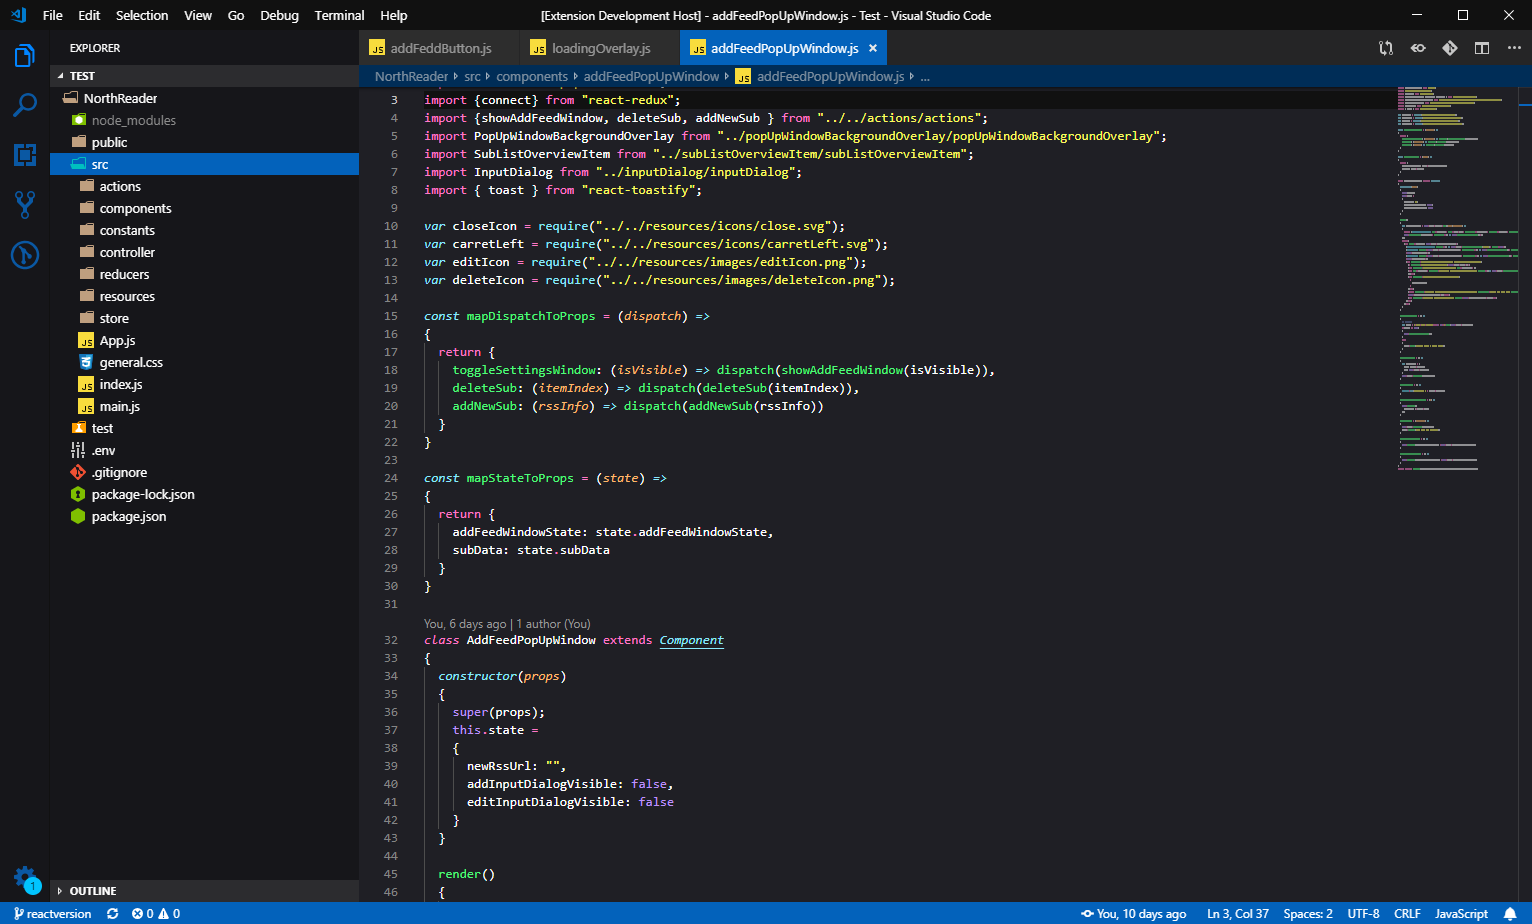 File Edit Selection View Go Debug Terminal Help
[Extension Development Host] - addFeedPopUpWindow.js - Test - Visual Studio Code
EXPLORER
TEST
NorthReader
node_modules
public
src
actions
components
constants
controller
reducers
resources
store
JS App.js
general.css
JS index.js
JS main.js
test
.env
.gitignore
package-lock.json
package.json
OUTLINE
1
JS addFeddButton.js
JS loadingOverlay.js
JS addFeedPopUpWindow.js ×
NorthReader src components addFeedPopUpWindow JS addFeedPopUpWindow.js ...
3 import {connect} from "react-redux";
4 import {showAddFeedWindow, deleteSub, addNewSub } from "../../actions/actions";
5 import PopUpWindowBackgroundOverlay from "../popUpWindowBackgroundOverlay/popUpWindowBackgroundOverlay";
6 import SubListOverviewItem from "../subListOverviewItem/subListOverviewItem";
7 import InputDialog from "../inputDialog/inputDialog";
8 import { toast } from "react-toastify";
9
10 var closeIcon = require("../../resources/icons/close.svg");
11 var carretLeft = require("../../resources/icons/carretLeft.svg");
12 var editIcon = require("../../resources/images/editIcon.png");
13 var deleteIcon = require("../../resources/images/deleteIcon.png");
14
15 const mapDispatchToProps = (dispatch) =>
16 {
17 return {
18 toggleSettingsWindow: (isVisible) => dispatch(showAddFeedWindow(isVisible)),
19 deleteSub: (itemIndex) => dispatch(deleteSub(itemIndex)),
20 addNewSub: (rssInfo) => dispatch(addNewSub(rssInfo))
21 }
22 }
23
24 const mapStateToProps = (state) =>
25 {
26 return {
27 addFeedWindowState: state.addFeedWindowState,
28 subData: state.subData
29 }
30 }
31
You, 6 days ago | 1 author (You)
32 class AddFeedPopUpWindow extends Component
33 {
34 constructor(props)
35 {
36 super(props);
37 this.state =
38 {
39 newRssUrl: "",
40 addInputDialogVisible: false,
41 editInputDialogVisible: false
42 }
43 }
44
45 render()
46 {
reactversion 0 0
You, 10 days ago Ln 3, Col 37 Spaces: 2 UTF-8 CRLF JavaScript